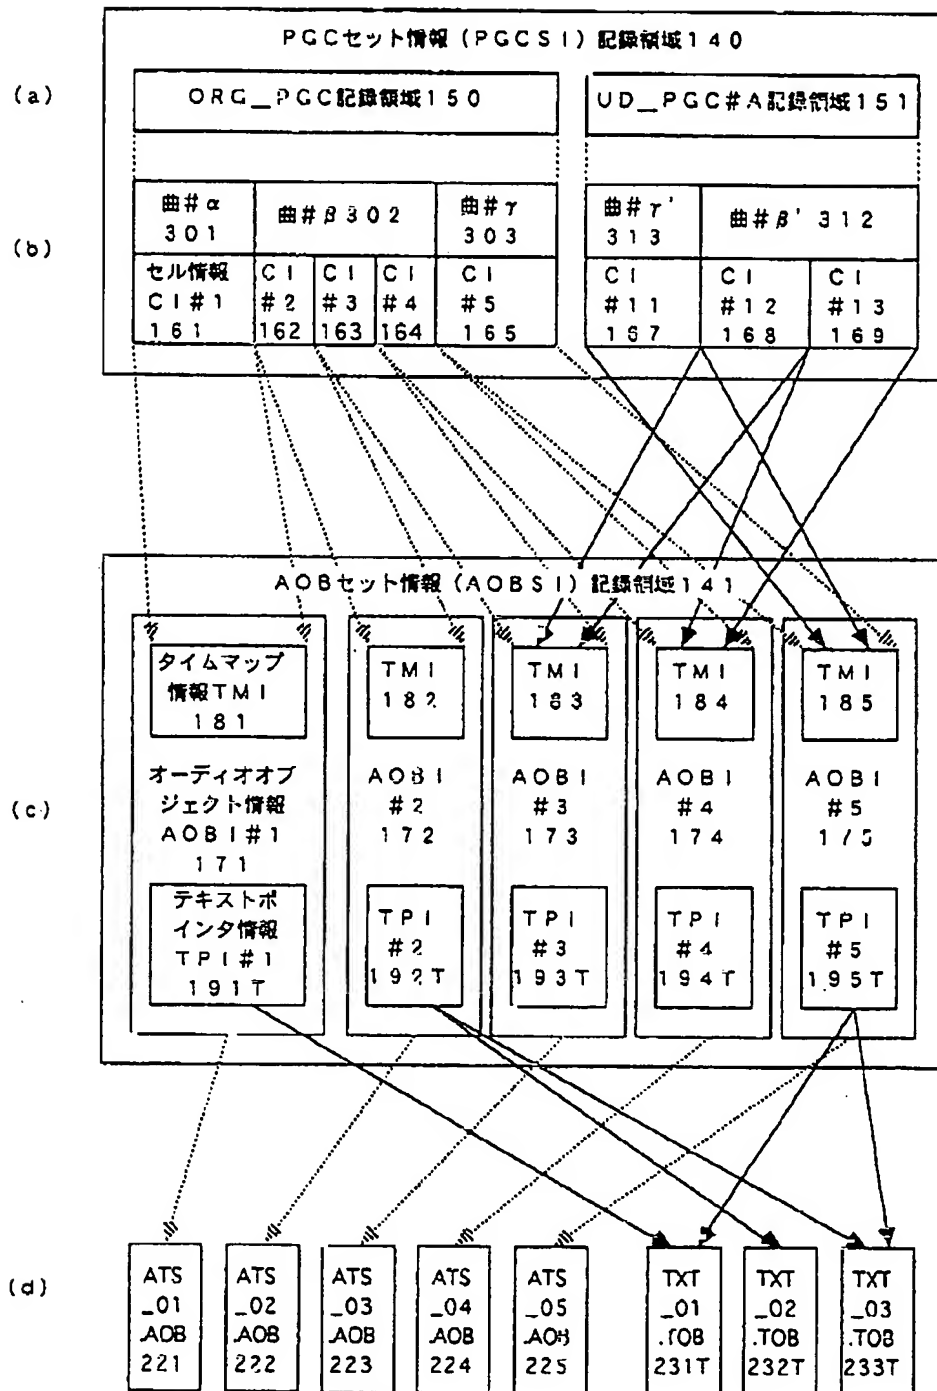 PGCセット情報(PGCSI)記録領域140
(a)
ORG_PGC記録領域150
UD_PGC#A記録領域151
(b)
曲#α
301
曲#β302
曲#γ
303
曲#γ'
313
曲#β'312
セル情報
CI#1
161
CI
#2
162
CI
#3
163
CI
#4
164
CI
#5
165
CI
#11
167
CI
#12
168
CI
#13
169
AOBセット情報(AOBSI)記録領域141
(c)
タイムマップ
情報TMI
181
TMI
182
TMI
183
TMI
184
TMI
185
オーディオオブ
ジェクト情報
AOBI#1
171
AOBI
#2
172
AOBI
#3
173
AOBI
#4
174
AOBI
#5
175
テキストポ
インタ情報
TPI#1
191T
TPI
#2
192T
TPI
#3
193T
TPI
#4
194T
TPI
#5
195T
(d)
ATS
_01
.AOB
221
ATS
_02
.AOB
222
ATS
_03
.AOB
223
ATS
_04
.AOB
224
ATS
_05
.AOB
225
TXT
_01
.TOB
231T
TXT
_02
.TOB
232T
TXT
_03
.TOB
233T